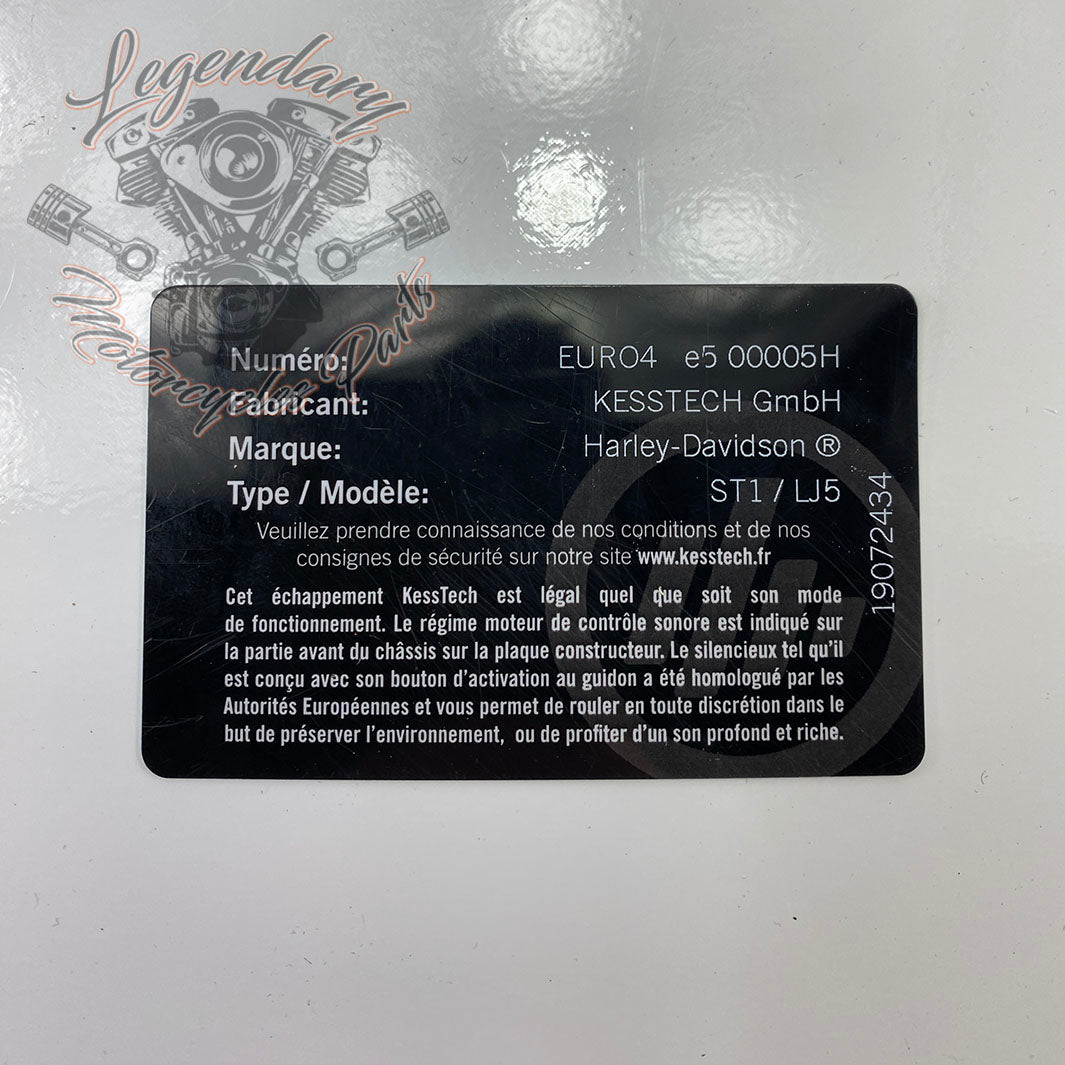 Legendary
Motorcycles Parts
Numéro: EURO4 e5 00005H
Fabricant: KESSTECH GmbH
Marque: Harley-Davidson ®
Type / Modèle: ST1 / LJ5
Veuillez prendre connaissance de nos conditions et de nos
consignes de sécurité sur notre site www.kesstech.fr
Cet échappement KessTech est légal quel que soit son mode
de fonctionnement. Le régime moteur de contrôle sonore est indiqué sur
la partie avant du châssis sur la plaque constructeur. Le silencieux tel qu'il
est conçu avec son bouton d'activation au guidon a été homologué par les
Autorités Européennes et vous permet de rouler en toute discrétion dans le
but de préserver l'environnement, ou de profiter d'un son profond et riche.
19072434